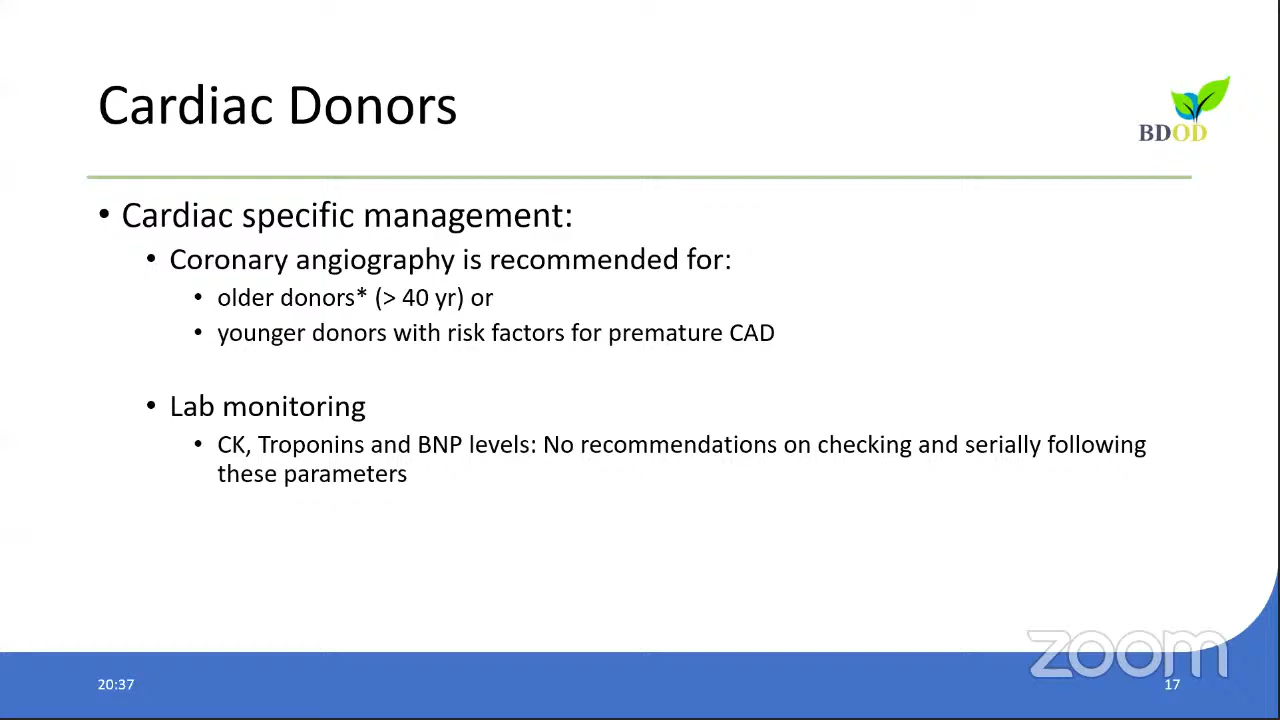 Cardiac Donors
BDOD
• Cardiac specific management:
• Coronary angiography is recommended for:
• older donors* (> 40 yr) or
• younger donors with risk factors for premature CAD
• Lab monitoring
• CK, Troponins and BNP levels: No recommendations on checking and serially following
these parameters
zoom
20:37
17